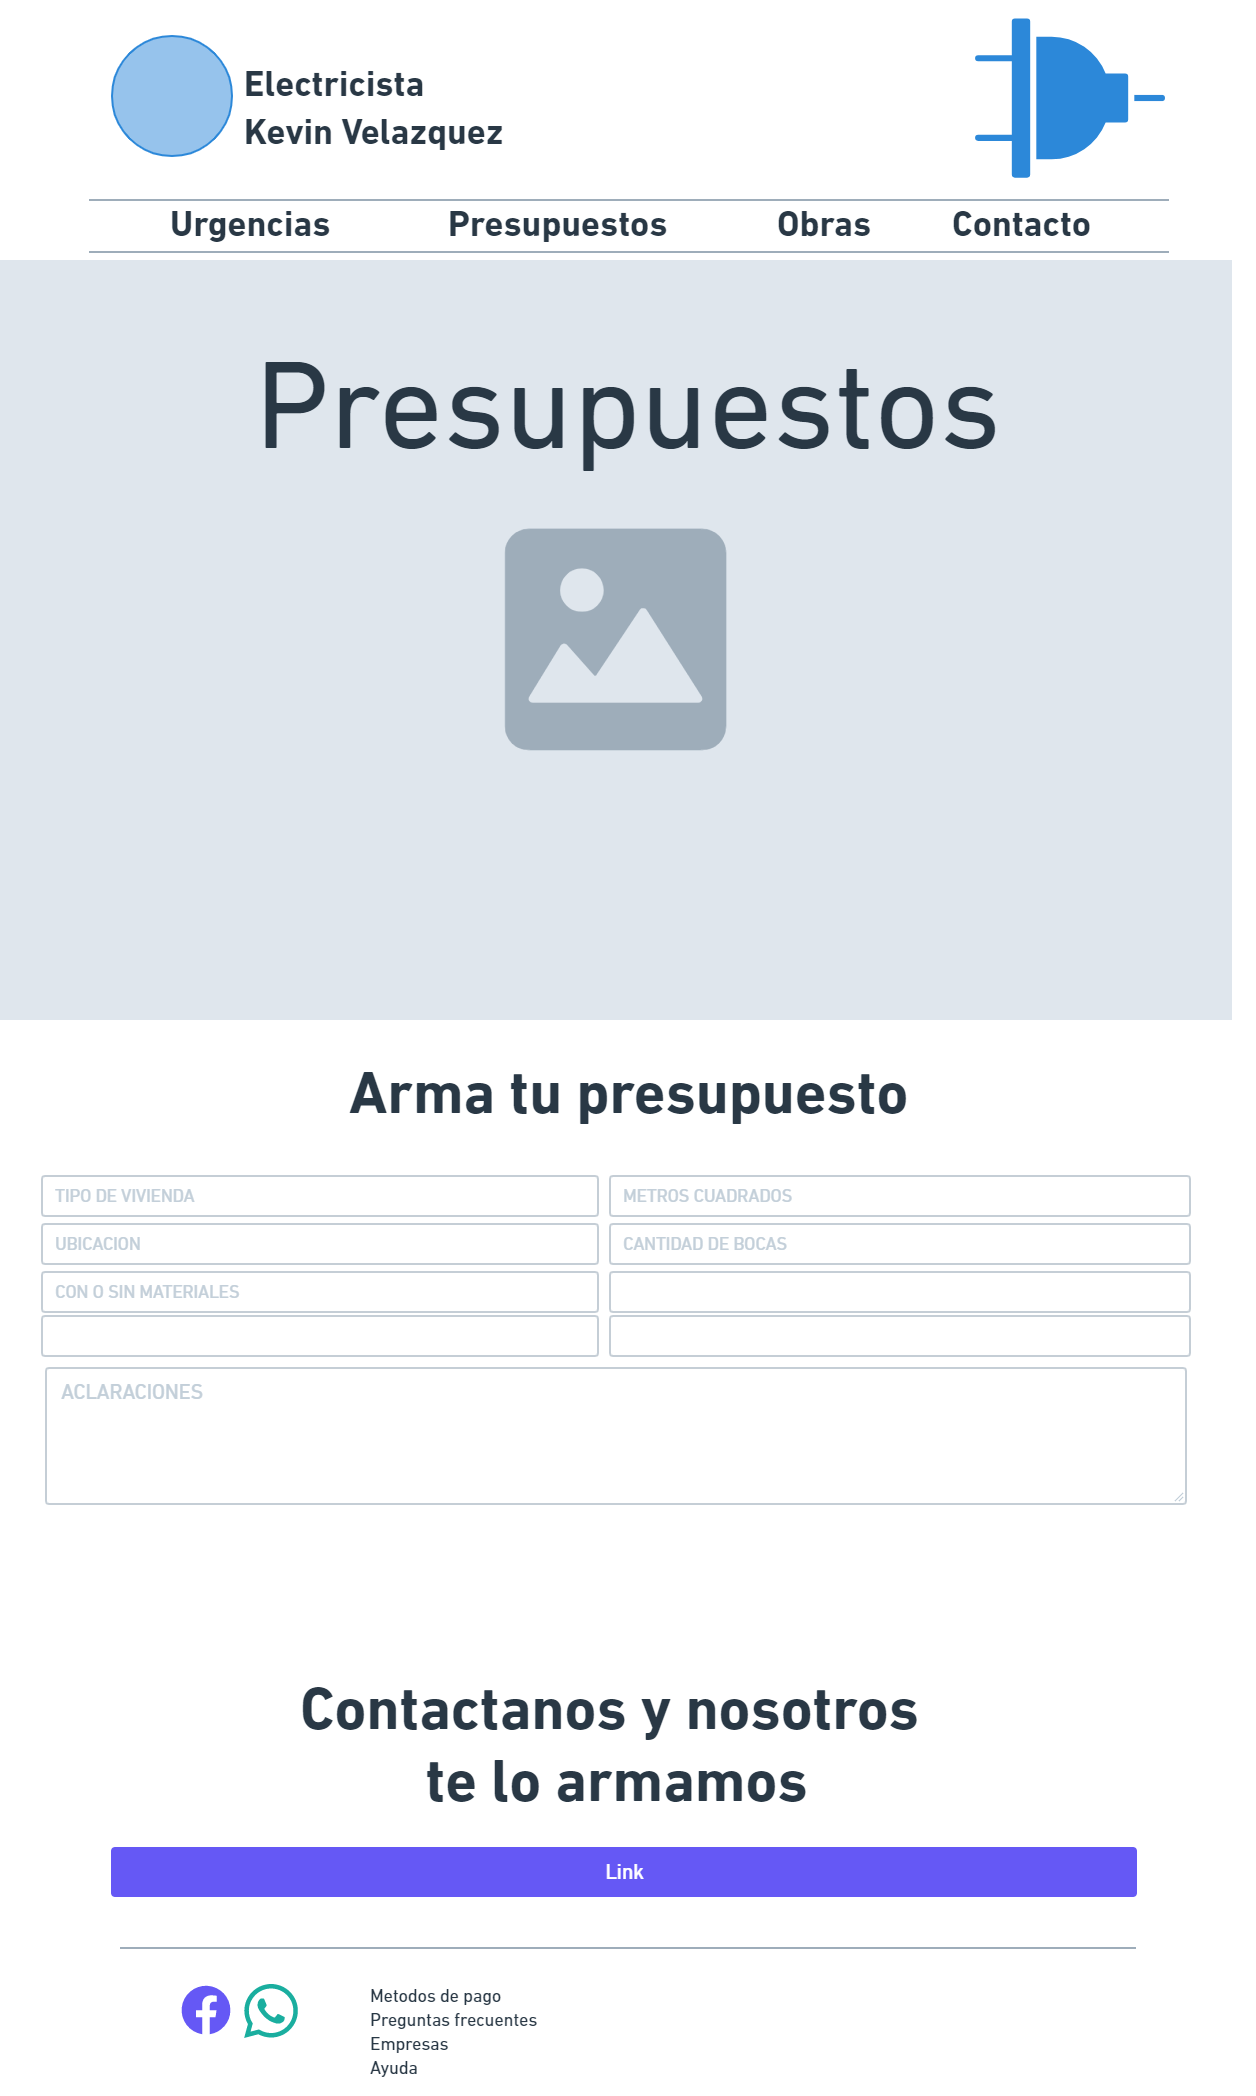 Electricista
Kevin Velazquez
Urgencias Presupuestos Obras Contacto
Presupuestos
Arma tu presupuesto
TIPO DE VIVIENDA METROS CUADRADOS
UBICACION CANTIDAD DE BOCAS
CON O SIN MATERIALES
ACLARACIONES
Contactanos y nosotros
te lo armamos
Link
Metodos de pago
Preguntas frecuentes
Empresas
Ayuda